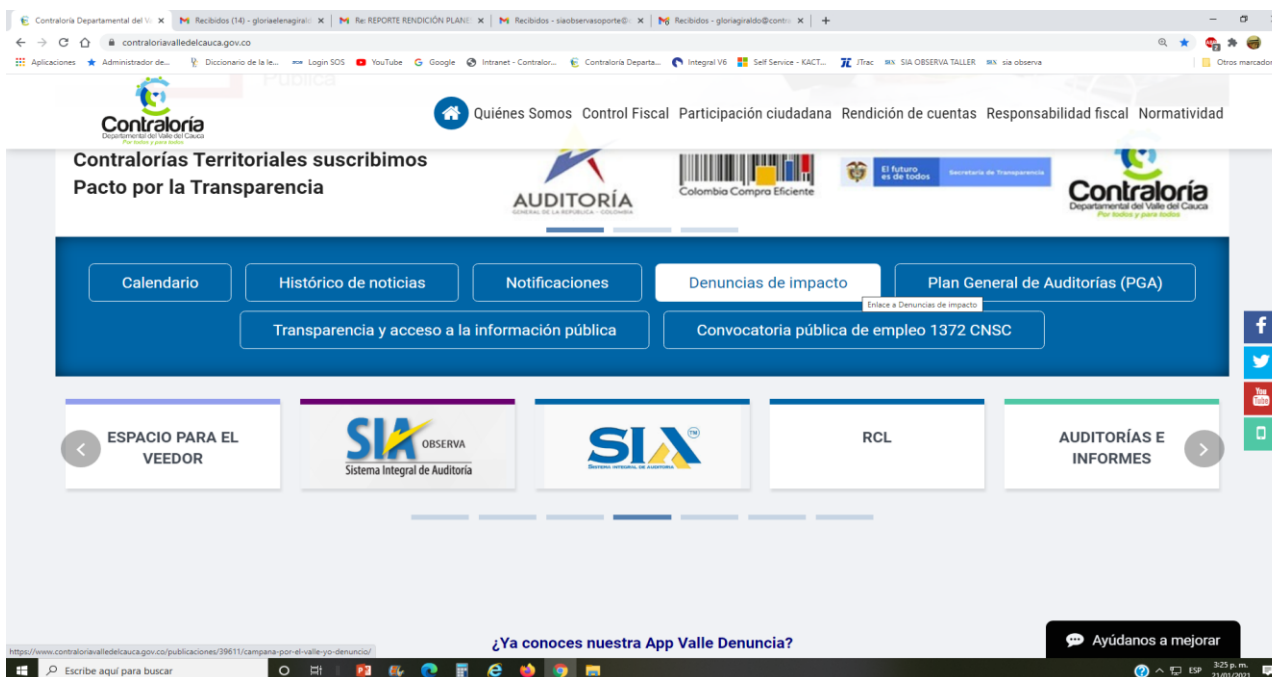 Contraloría Departamental del V
Recibidos (14) - gloriaelenagirald
Re: REPORTE RENDICIÓN PLANE
Recibidos - siaobservasoporte@
Recibidos - gloriagiraldo@contr
contraloriavalledelcauca.gov.co
Aplicaciones
Administrador de...
Diccionario de la le...
Login SOS
YouTube
Google
Intranet - Contralor...
Contraloría Departa...
Integral V6
Self Service - KACT...
JTrac
SIA OBSERVA TALLER
sia observa
Otros marcador
Pública
Contraloría
Departamental del Valle del Cauca
Por todos y para todos
Quiénes Somos
Control Fiscal
Participación ciudadana
Rendición de cuentas
Responsabilidad fiscal
Normatividad
Contralorías Territoriales suscribimos
Pacto por la Transparencia
AUDITORÍA
GENERAL DE LA REPÚBLICA - COLOMBIA
Colombia Compra Eficiente
El futuro
es de todos
Secretaría de Transparencia
Contraloría
Departamental del Valle del Cauca
Por todos y para todos
Calendario
Histórico de noticias
Notificaciones
Denuncias de impacto
Plan General de Auditorías (PGA)
Enlace a Denuncias de impacto
Transparencia y acceso a la información pública
Convocatoria pública de empleo 1372 CNSC
You
Tube
ESPACIO PARA EL
VEEDOR
SIA OBSERVA
Sistema Integral de Auditoría
SIA
SISTEMA INTEGRAL DE AUDITORIA
RCL
AUDITORÍAS E
INFORMES
¿Ya conoces nuestra App Valle Denuncia?
Ayúdanos a mejorar
https://www.contraloriavalledelcauca.gov.co/publicaciones/39611/campana-por-el-valle-yo-denuncio/
Escribe aquí para buscar
ESP
3:25 p. m.
21/01/2021